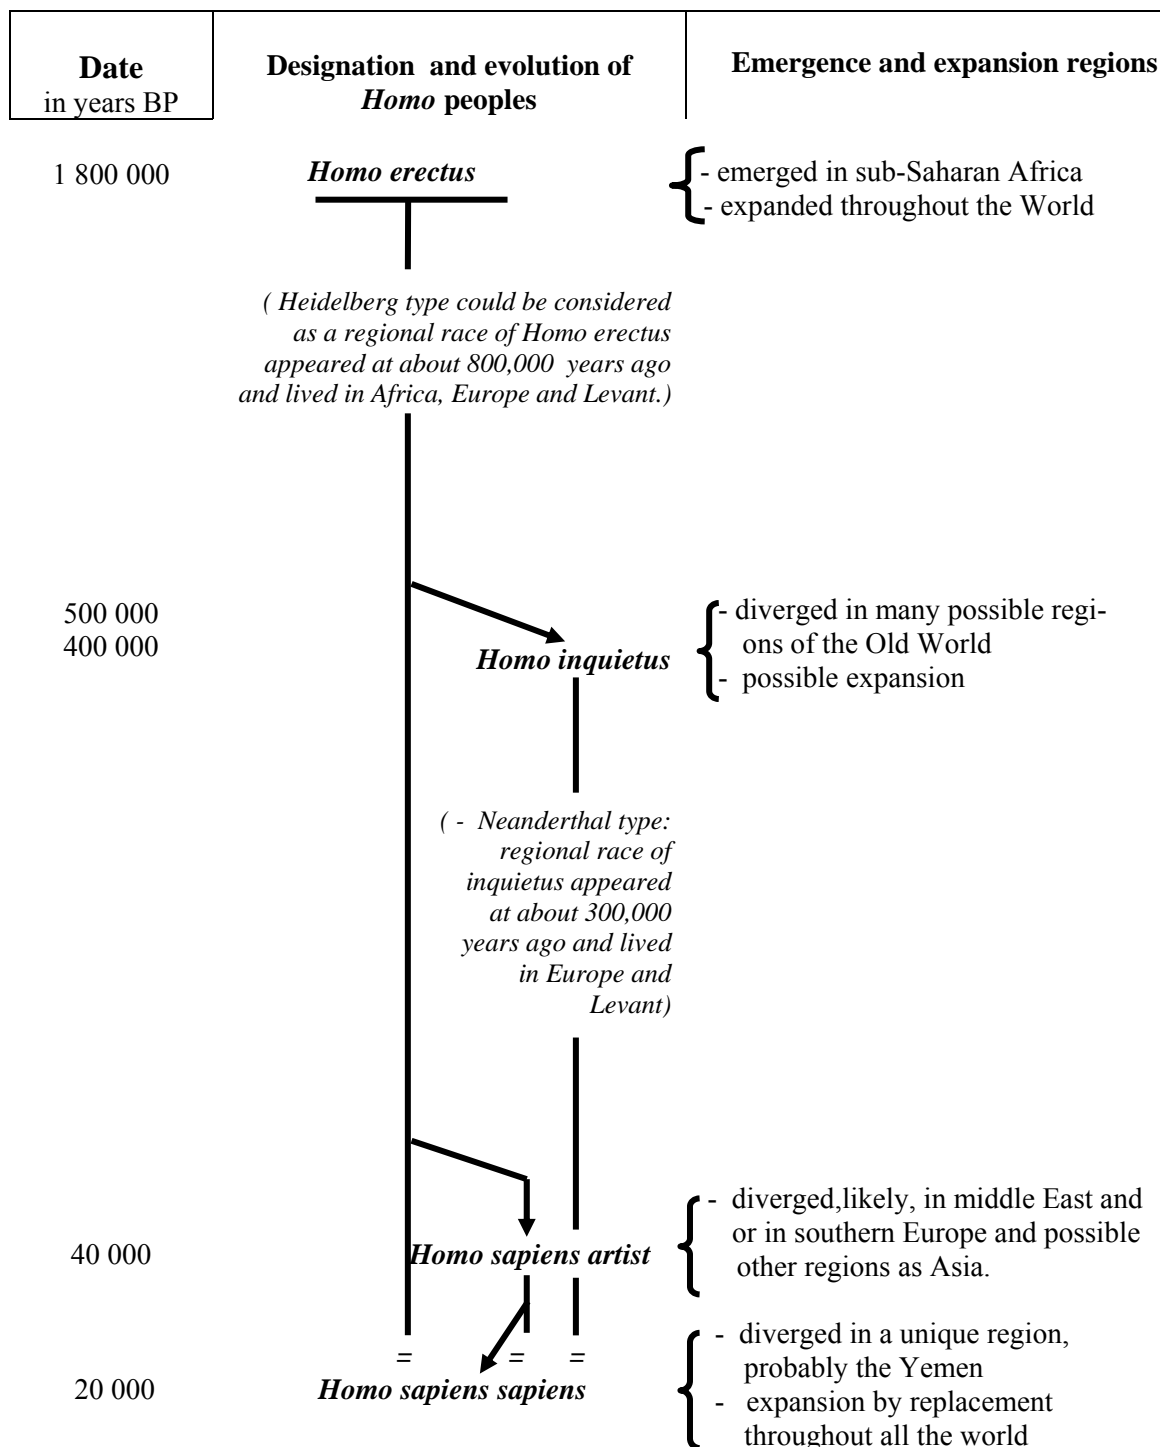 Date
in years BP
Designation and evolution of
Homo peoples
Emergence and expansion regions
1 800 000
Homo erectus
- emerged in sub-Saharan Africa
- expanded throughout the World
( Heidelberg type could be considered
as a regional race of Homo erectus
appeared at about 800,000 years ago
and lived in Africa, Europe and Levant.)
500 000
400 000
Homo inquietus
- diverged in many possible regi-
ons of the Old World
- possible expansion
( - Neanderthal type:
regional race of
inquietus appeared
at about 300,000
years ago and lived
in Europe and
Levant)
40 000
Homo sapiens artist
- diverged,likely, in middle East and
or in southern Europe and possible
other regions as Asia.
= = =
20 000
Homo sapiens sapiens
- diverged in a unique region,
probably the Yemen
- expansion by replacement
throughout all the world